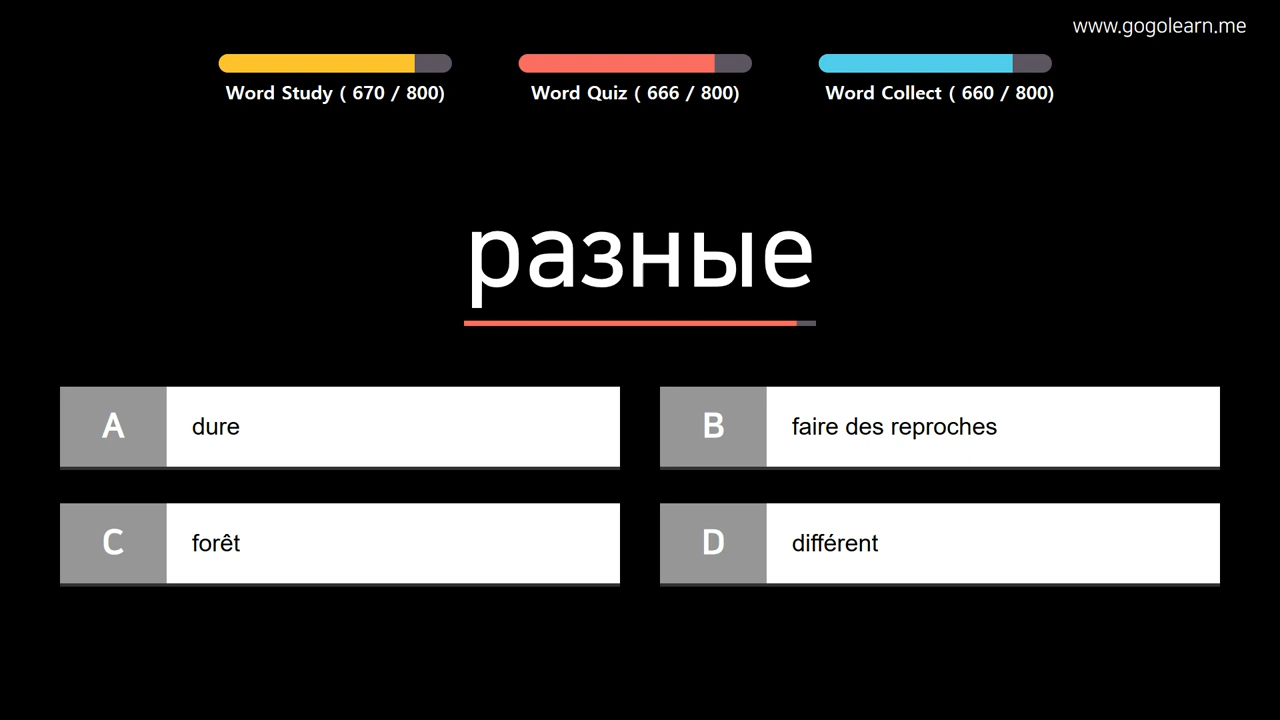 www.gogolearn.me
Word Study ( 670 / 800)
Word Quiz ( 666 / 800)
Word Collect ( 660 / 800)
разные
A
dure
B
faire des reproches
C
forêt
D
différent